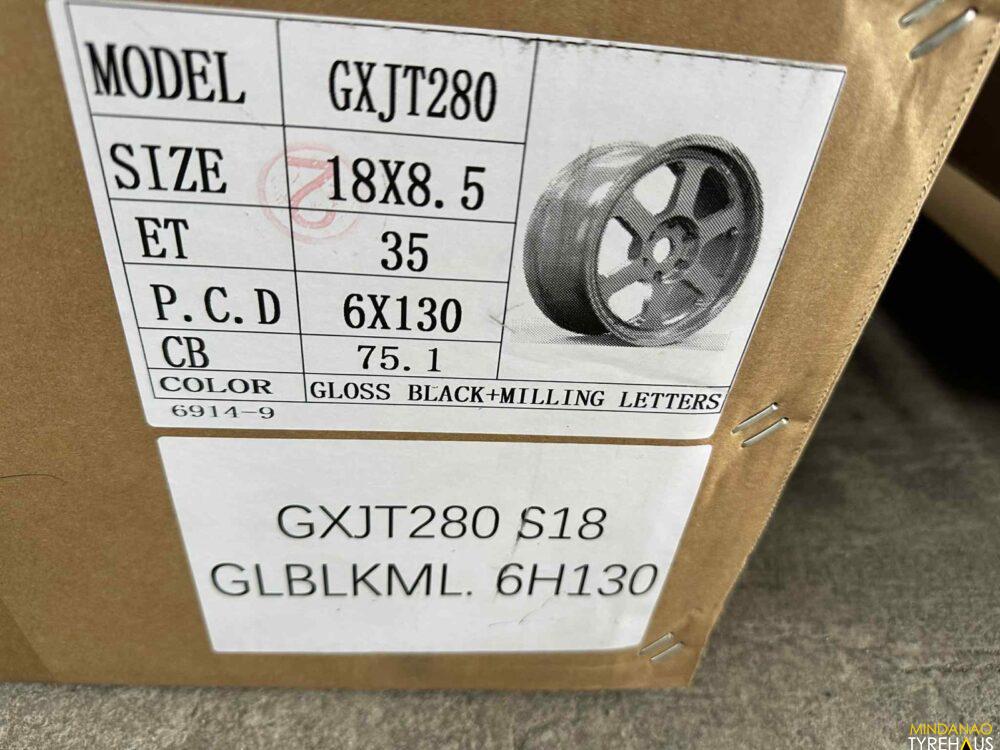 MODEL GXJT280
SIZE 18X8.5
ET 35
P.C.D 6X130
CB 75.1
COLOR GLOSS BLACK+MILLING LETTERS
6914-9
GXJT280 S18
GLBLKML. 6H130
MINDANAO
TYREHAUS